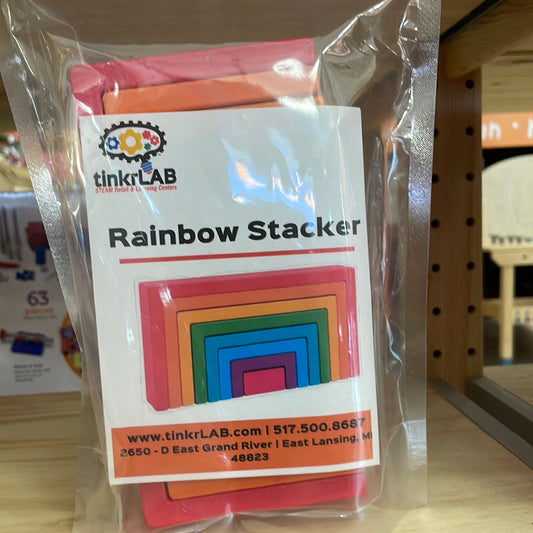 tinkrLAB
STEAM Retail & Learning Centers
Rainbow Stacker
www.tinkrLAB.com | 517.500.8687
2650 - D East Grand River | East Lansing, MI
48823
63
pieces